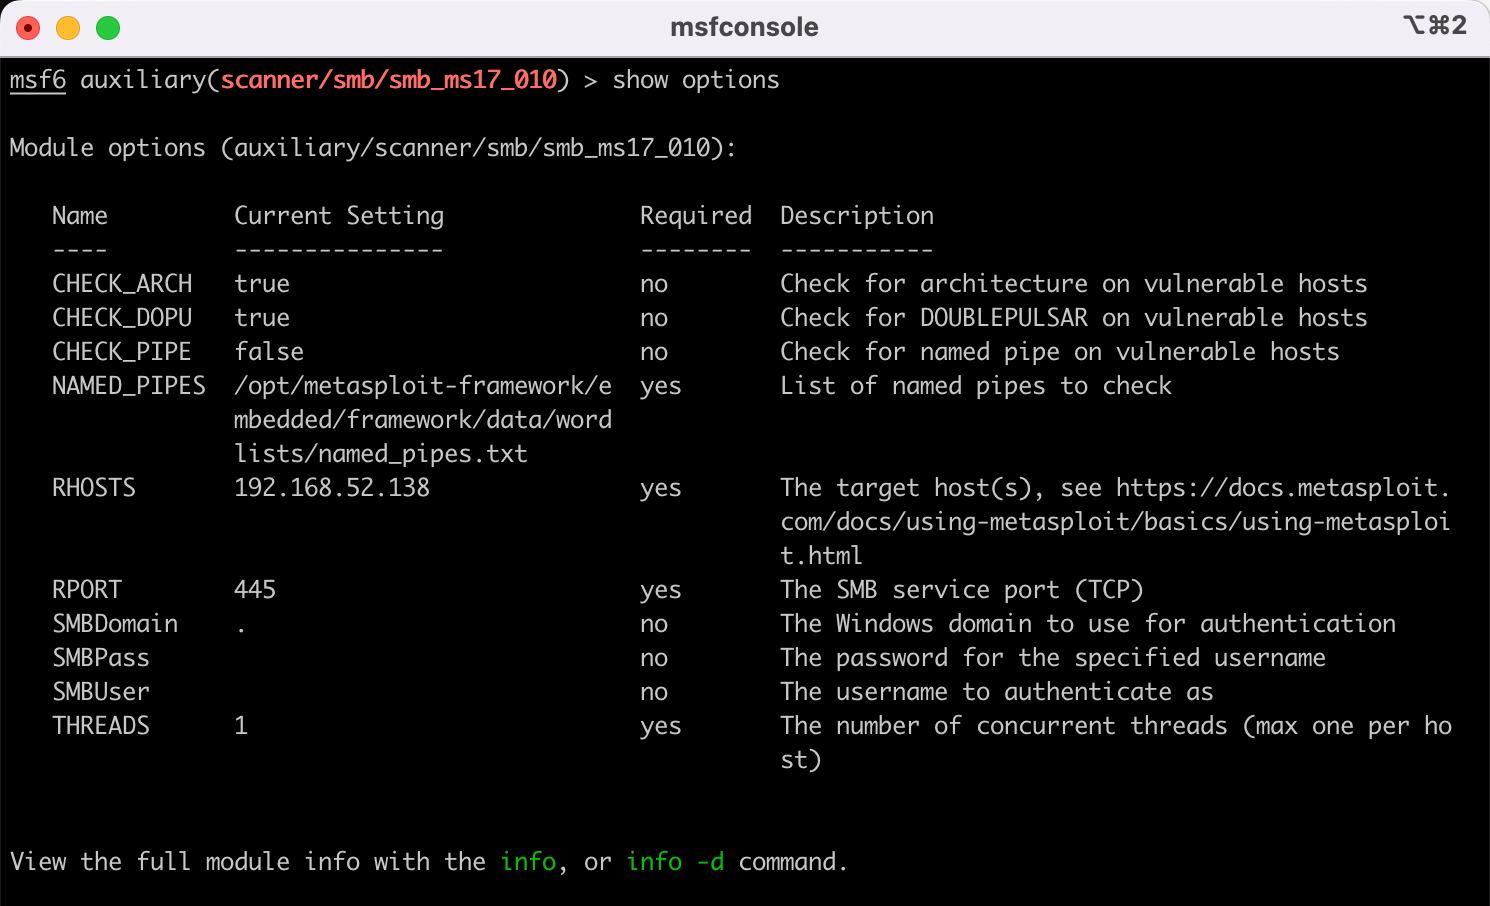 msfconsole
⌥⌘2
msf6 auxiliary(scanner/smb/smb_ms17_010) > show options
Module options (auxiliary/scanner/smb/smb_ms17_010):
Name Current Setting Required Description
---- --------------- -------- -----------
CHECK_ARCH true no Check for architecture on vulnerable hosts
CHECK_DOPU true no Check for DOUBLEPULSAR on vulnerable hosts
CHECK_PIPE false no Check for named pipe on vulnerable hosts
NAMED_PIPES /opt/metasploit-framework/e yes List of named pipes to check
mbedded/framework/data/word
lists/named_pipes.txt
RHOSTS 192.168.52.138 yes The target host(s), see https://docs.metasploit.
com/docs/using-metasploit/basics/using-metasploi
t.html
RPORT 445 yes The SMB service port (TCP)
SMBDomain . no The Windows domain to use for authentication
SMBPass no The password for the specified username
SMBUser no The username to authenticate as
THREADS 1 yes The number of concurrent threads (max one per ho
st)
View the full module info with the info, or info -d command.